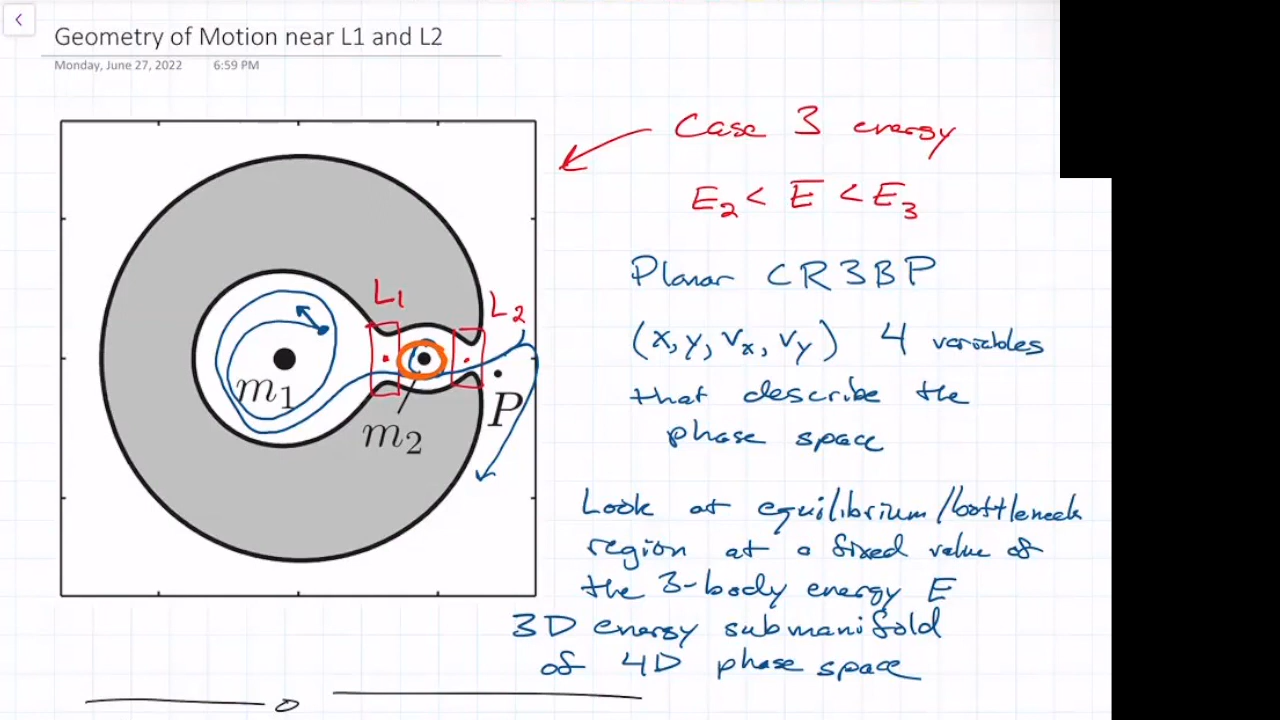 Geometry of Motion near L1 and L2
Monday, June 27, 2022 6:59 PM
Case 3 energy
E₂ < E < E₃
Planar CR3BP
(x, y, vₓ, v_y) 4 variables
that describe the
phase space
Look at equilibrium/bottleneck
region at a fixed value of
the 3-body energy E
3D energy submanifold
of 4D phase space
L₁
L₂
m₁
m₂
P